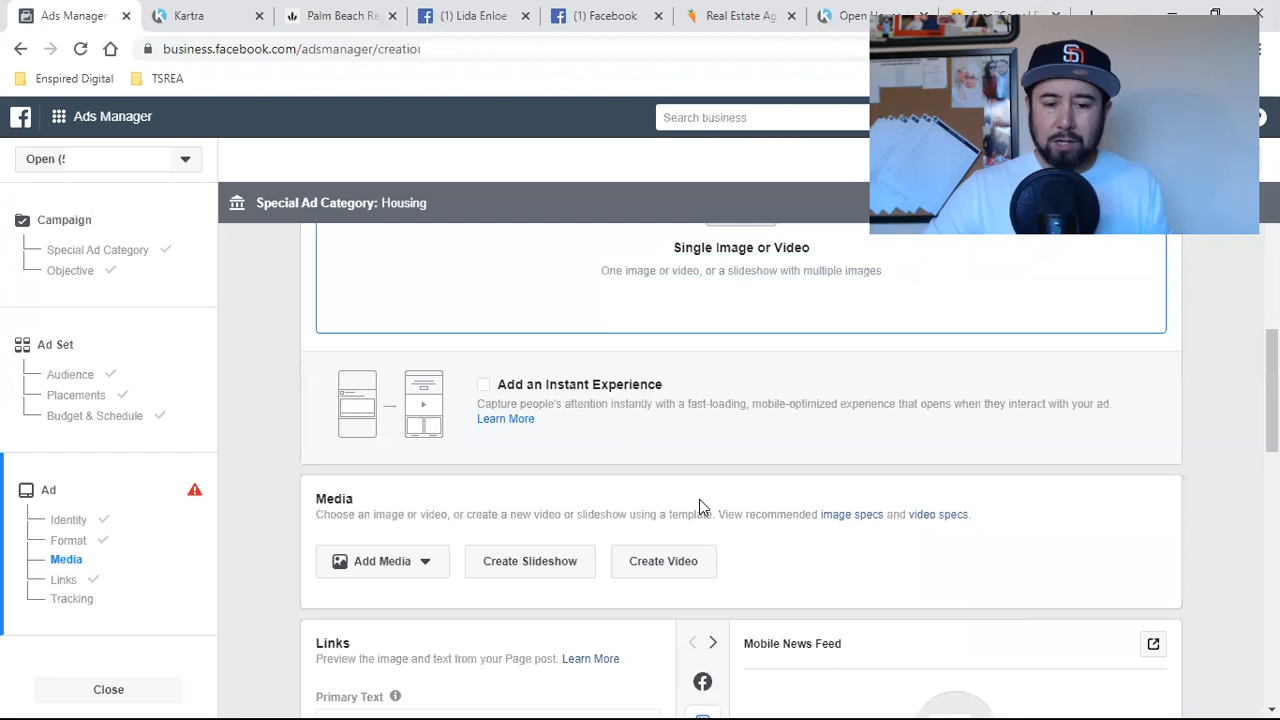 Ads Manager
Kartra
Palm Beach Re
(1) Lida Enloe
(1) Facebook
Real Estate Ag
business.facebook.com/adsmanager/creation
Enspired Digital
TSREA
Ads Manager
Search business
Open (5
Special Ad Category: Housing
Campaign
Special Ad Category
Objective
Ad Set
Audience
Placements
Budget & Schedule
Ad
Identity
Format
Media
Links
Tracking
Close
Single Image or Video
One image or video, or a slideshow with multiple images
Add an Instant Experience
Capture people's attention instantly with a fast-loading, mobile-optimized experience that opens when they interact with your ad.
Learn More
Media
Choose an image or video, or create a new video or slideshow using a template. View recommended image specs and video specs.
Add Media
Create Slideshow
Create Video
Links
Preview the image and text from your Page post. Learn More
Primary Text
Mobile News Feed